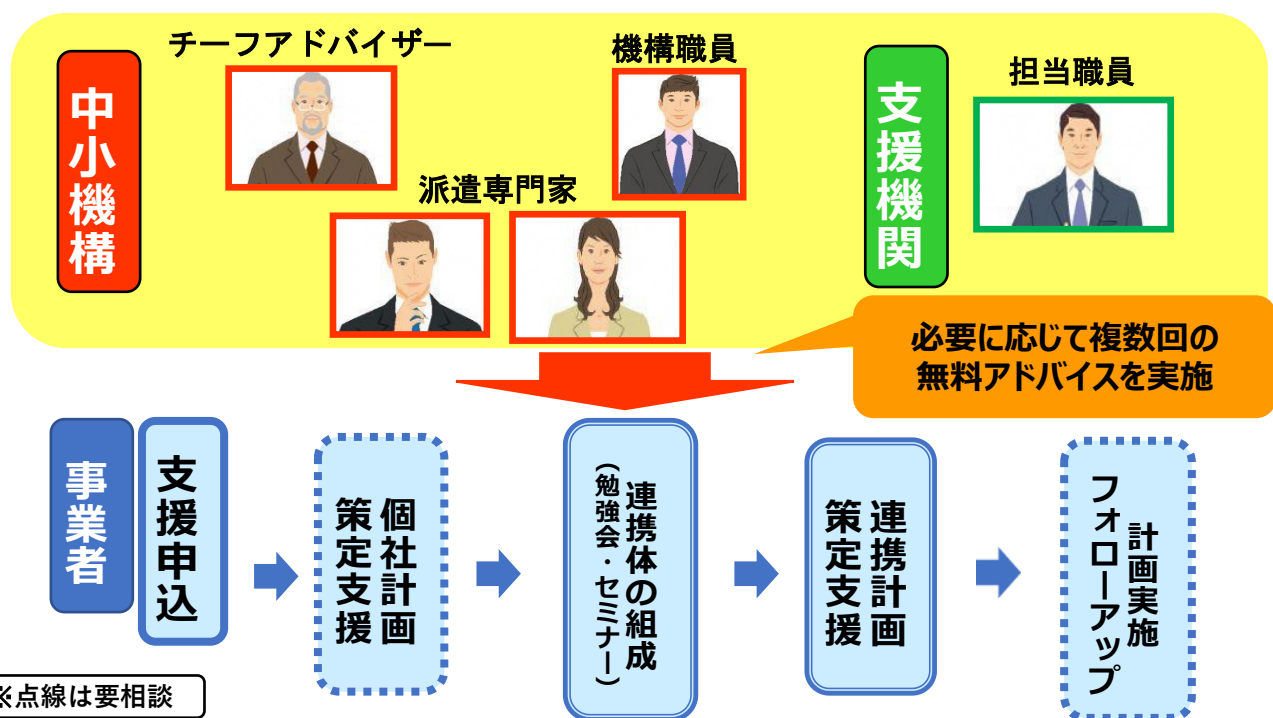 チーフアドバイザー
機構職員
担当職員
中小機構
支援機関
派遣専門家
必要に応じて複数回の
無料アドバイスを実施
事業者
支援申込
個社計画
策定支援
連携体の組成
（勉強会・セミナー）
連携計画
策定支援
計画実施
フォローアップ
※点線は要相談